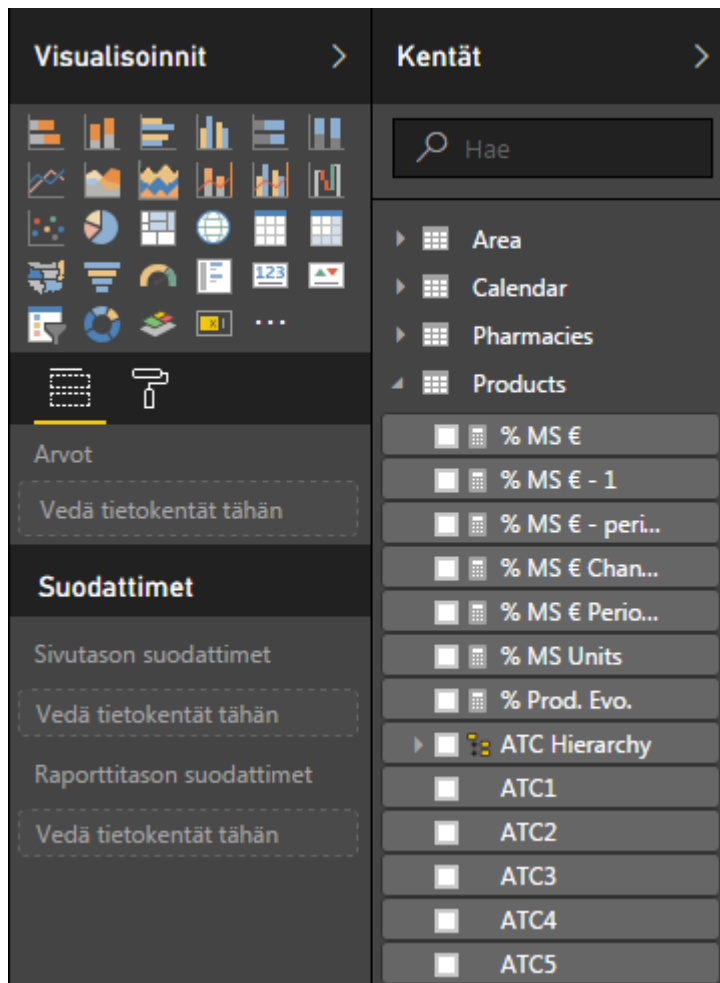 Visualisoinnit
123
Arvot
Vedä tietokentät tähän
Suodattimet
Sivutason suodattimet
Vedä tietokentät tähän
Raporttitason suodattimet
Vedä tietokentät tähän
Kentät
Hae
Area
Calendar
Pharmacies
Products
% MS €
% MS € - 1
% MS € - peri...
% MS € Chan...
% MS € Perio...
% MS Units
% Prod. Evo.
ATC Hierarchy
ATC1
ATC2
ATC3
ATC4
ATC5